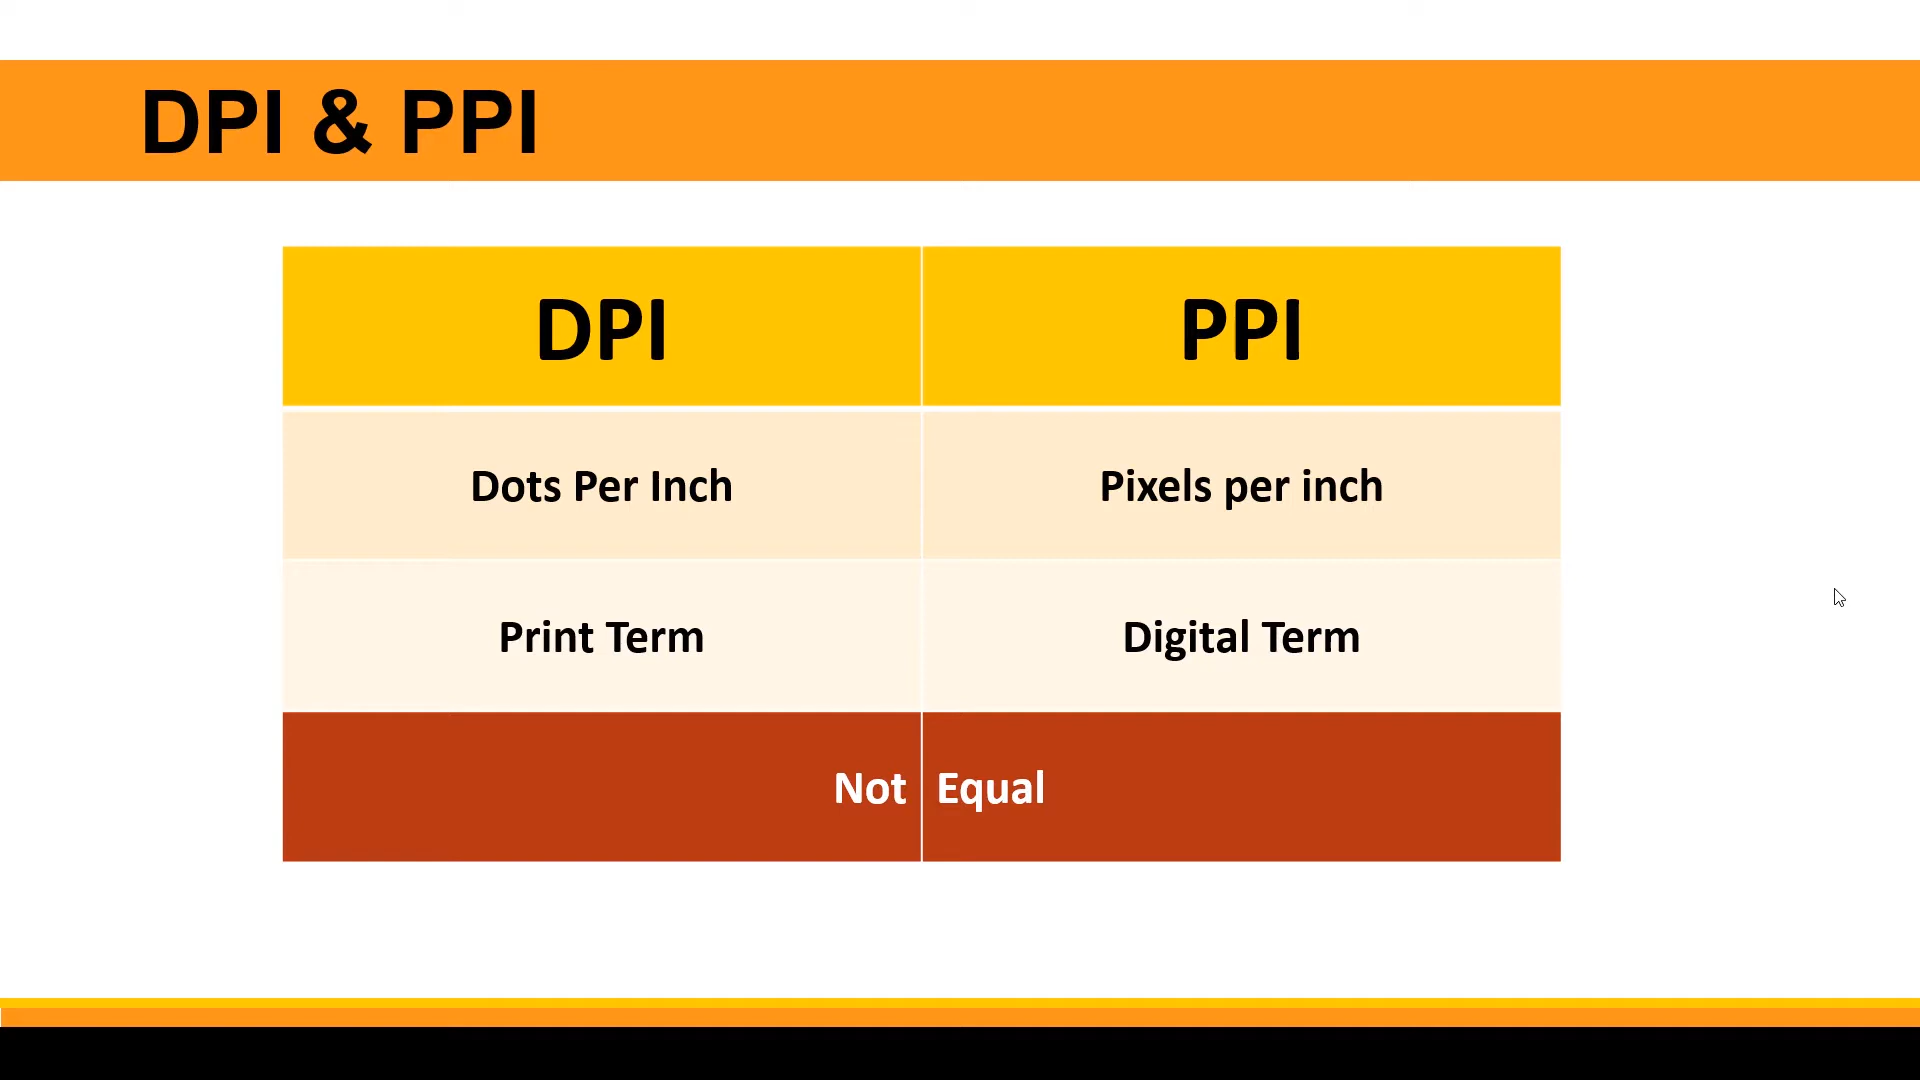 DPI & PPI
DPI PPI
Dots Per Inch Pixels per inch
Print Term Digital Term
Not Equal